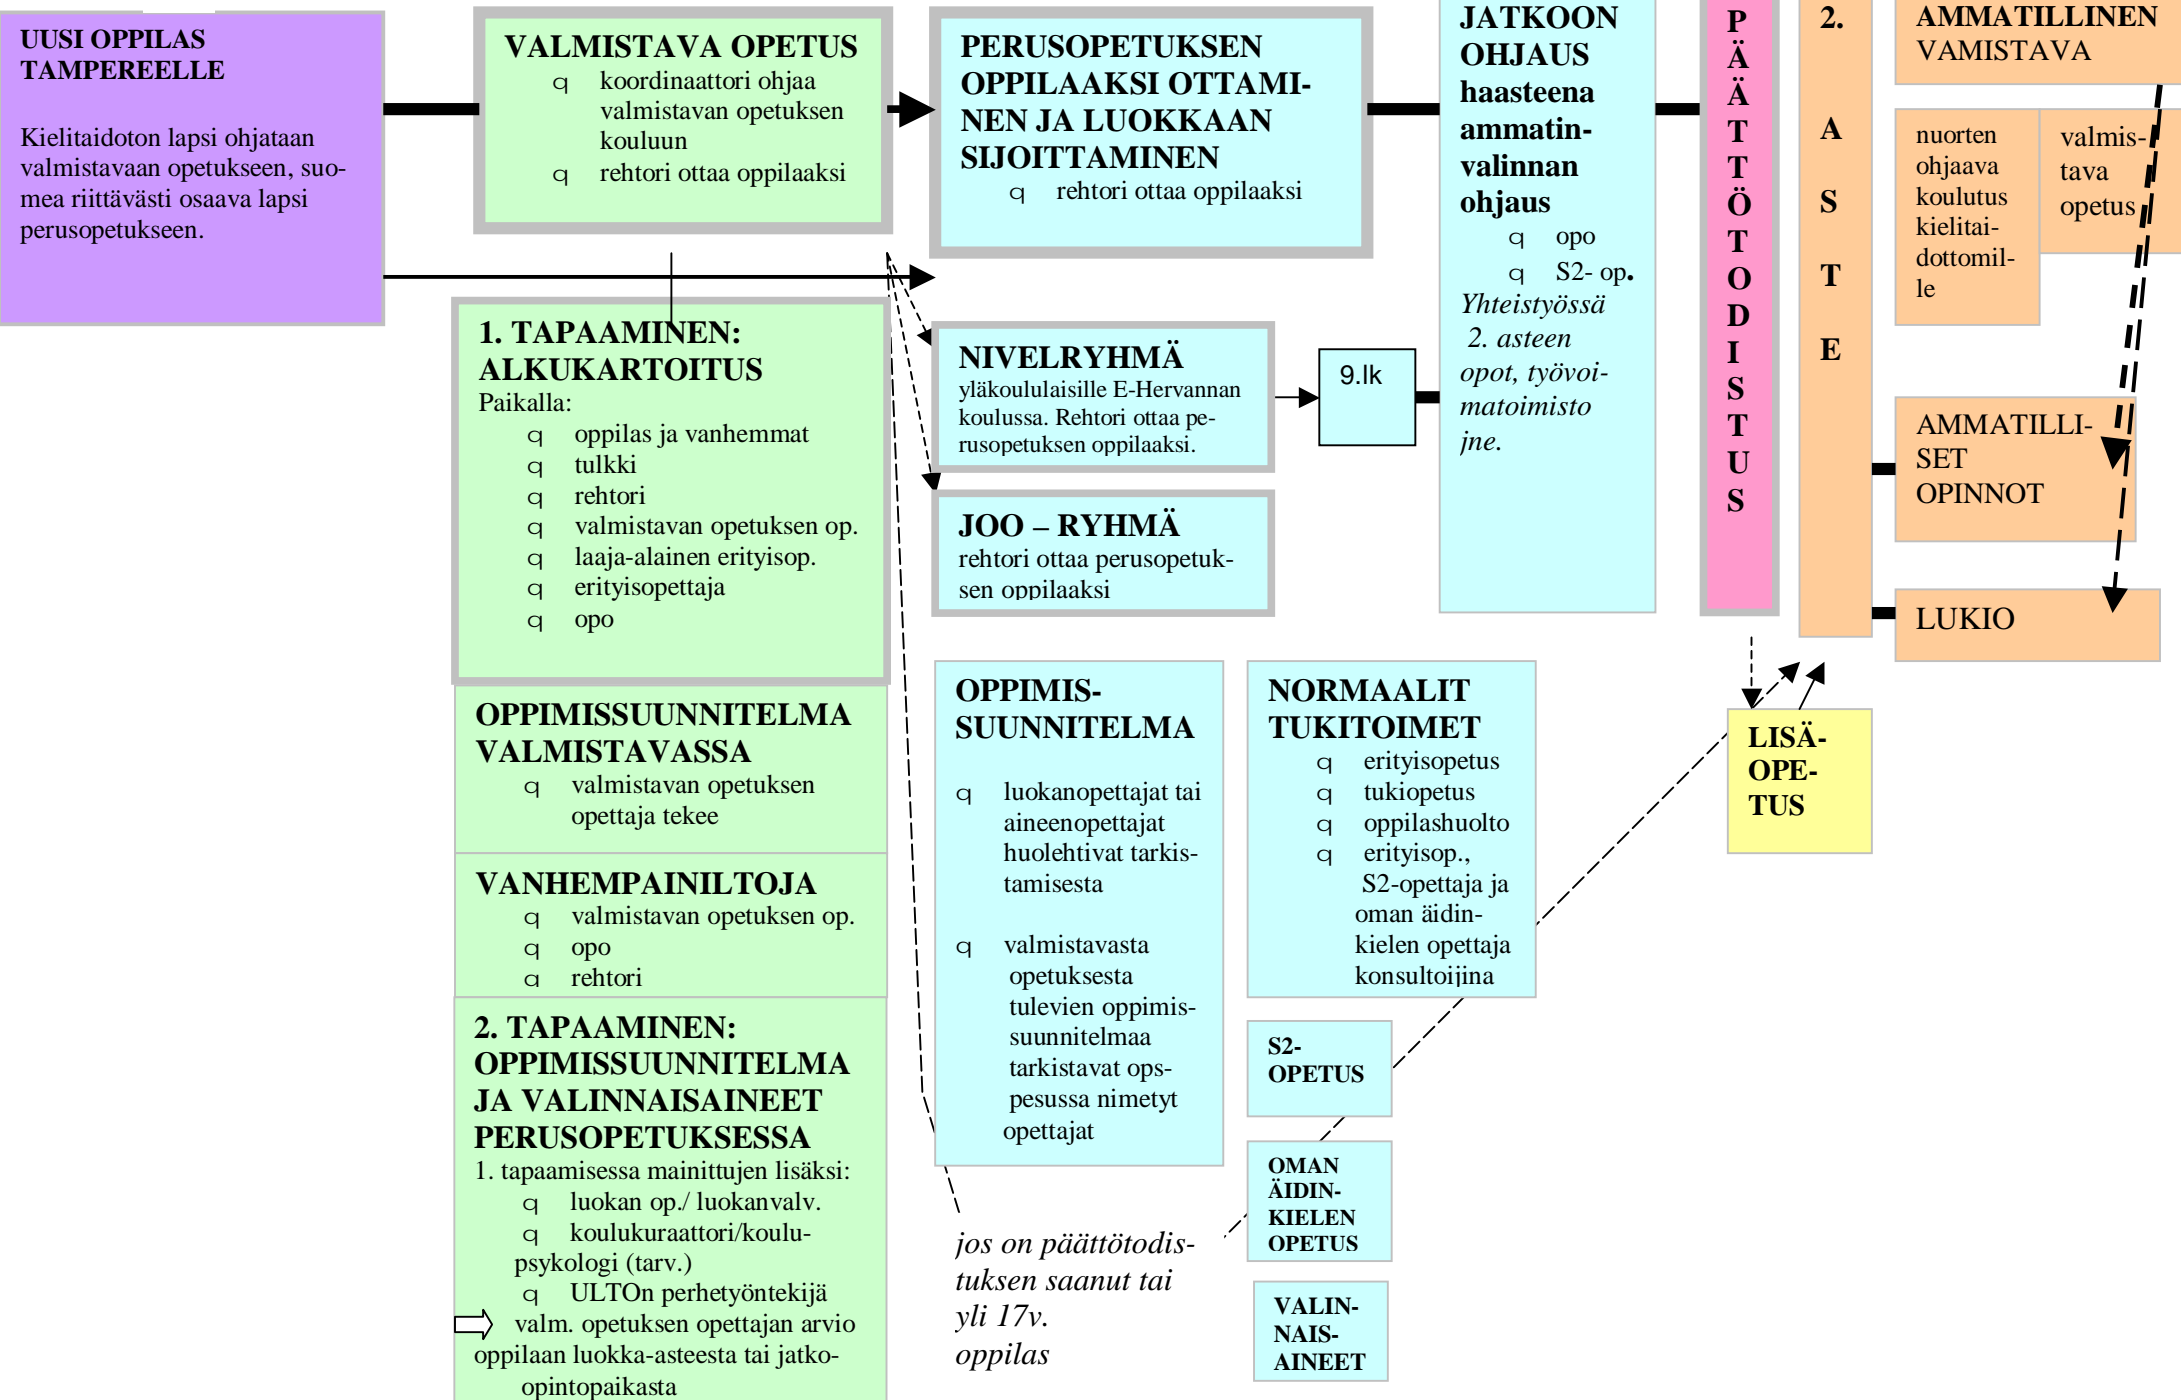 UUSI OPPILAS
TAMPEREELLE
Kielitaidoton lapsi ohjataan
valmistavaan opetukseen, suo-
mea riittävästi osaava lapsi
perusopetukseen.
VALMISTAVA OPETUS
q koordinaattori ohjaa
valmistavan opetuksen
kouluun
q rehtori ottaa oppilaaksi
PERUSOPETUKSEN
OPPILAAKSI OTTAMI-
NEN JA LUOKKAAN
SIJOITTAMINEN
q rehtori ottaa oppilaaksi
JATKOON
OHJAUS
haasteena
ammatin-
valinnan
ohjaus
q opo
q S2- op.
Yhteistyössä
2. asteen
opot, työvoi-
matoimisto
jne.
P
Ä
Ä
T
T
Ö
T
O
D
I
S
T
U
S
2.
A
S
T
E
AMMATILLINEN
VAMISTAVA
nuorten
ohjaava
koulutus
kielitai-
dottomil-
le
valmis-
tava
opetus
AMMATILLI-
SET
OPINNOT
LUKIO
1. TAPAAMINEN:
ALKUKARTOITUS
Paikalla:
q oppilas ja vanhemmat
q tulkki
q rehtori
q valmistavan opetuksen op.
q laaja-alainen erityisop.
q erityisopettaja
q opo
NIVELRYHMÄ
yläkoululaisille E-Hervannan
koulussa. Rehtori ottaa pe-
rusopetuksen oppilaaksi.
9.lk
JOO – RYHMÄ
rehtori ottaa perusopetuk-
sen oppilaaksi
OPPIMISSUUNNITELMA
VALMISTAVASSA
q valmistavan opetuksen
opettaja tekee
VANHEMPAINILTOJA
q valmistavan opetuksen op.
q opo
q rehtori
2. TAPAAMINEN:
OPPIMISSUUNNITELMA
JA VALINNAISAINEET
PERUSOPETUKSESSA
1. tapaamisessa mainittujen lisäksi:
q luokan op./ luokanvalv.
q koulukuraattori/koulu-
psykologi (tarv.)
q ULTOn perhetyöntekijä
valm. opetuksen opettajan arvio
oppilaan luokka-asteesta tai jatko-
opintopaikasta
OPPIMIS-
SUUNNITELMA
q luokanopettajat tai
aineenopettajat
huolehtivat tarkis-
tamisesta
q valmistavasta
opetuksesta
tulevien oppimis-
suunnitelmaa
tarkistavat ops-
pesussa nimetyt
opettajat
jos on päättötodis-
tuksen saanut tai
yli 17v.
oppilas
NORMAALIT
TUKITOIMET
q erityisopetus
q tukiopetus
q oppilashuolto
q erityisop.,
S2-opettaja ja
oman äidin-
kielen opettaja
konsultoijina
S2-
OPETUS
OMAN
ÄIDIN-
KIELEN
OPETUS
VALIN-
NAIS-
AINEET
LISÄ-
OPE-
TUS